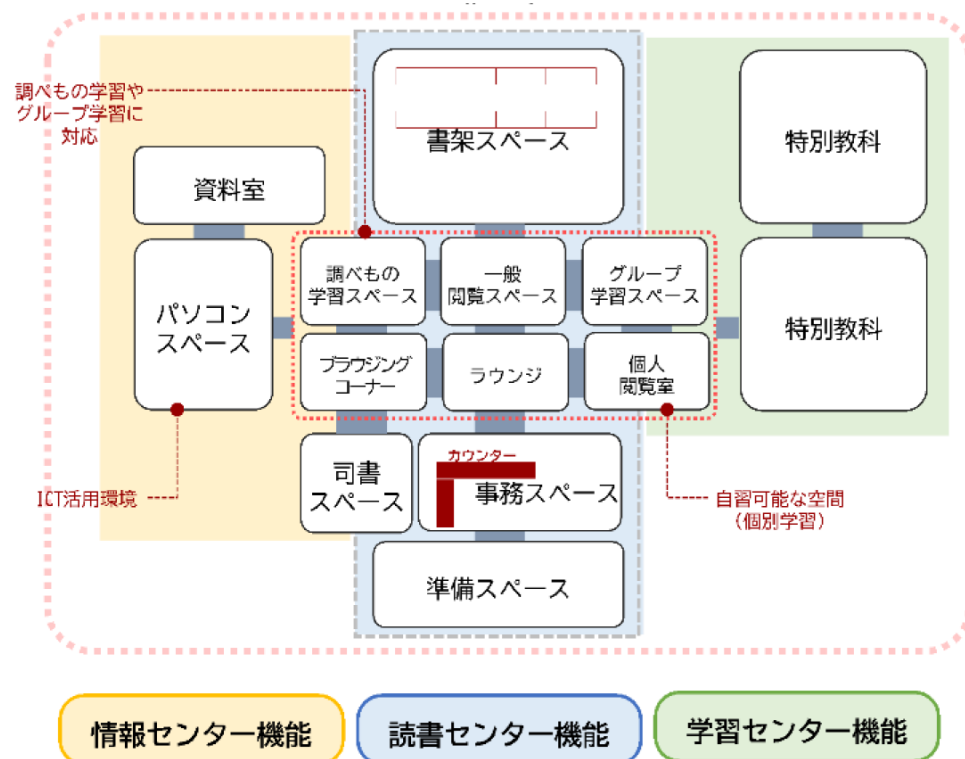 調べもの学習や
グループ学習に
対応
書架スペース
特別教科
資料室
調べもの
学習スペース
一般
閲覧スペース
グループ
学習スペース
パソコン
スペース
特別教科
ブラウジング
コーナー
ラウンジ
個人
閲覧室
司書
スペース
カウンター
事務スペース
ICT活用環境
自習可能な空間
(個別学習)
準備スペース
情報センター機能
読書センター機能
学習センター機能